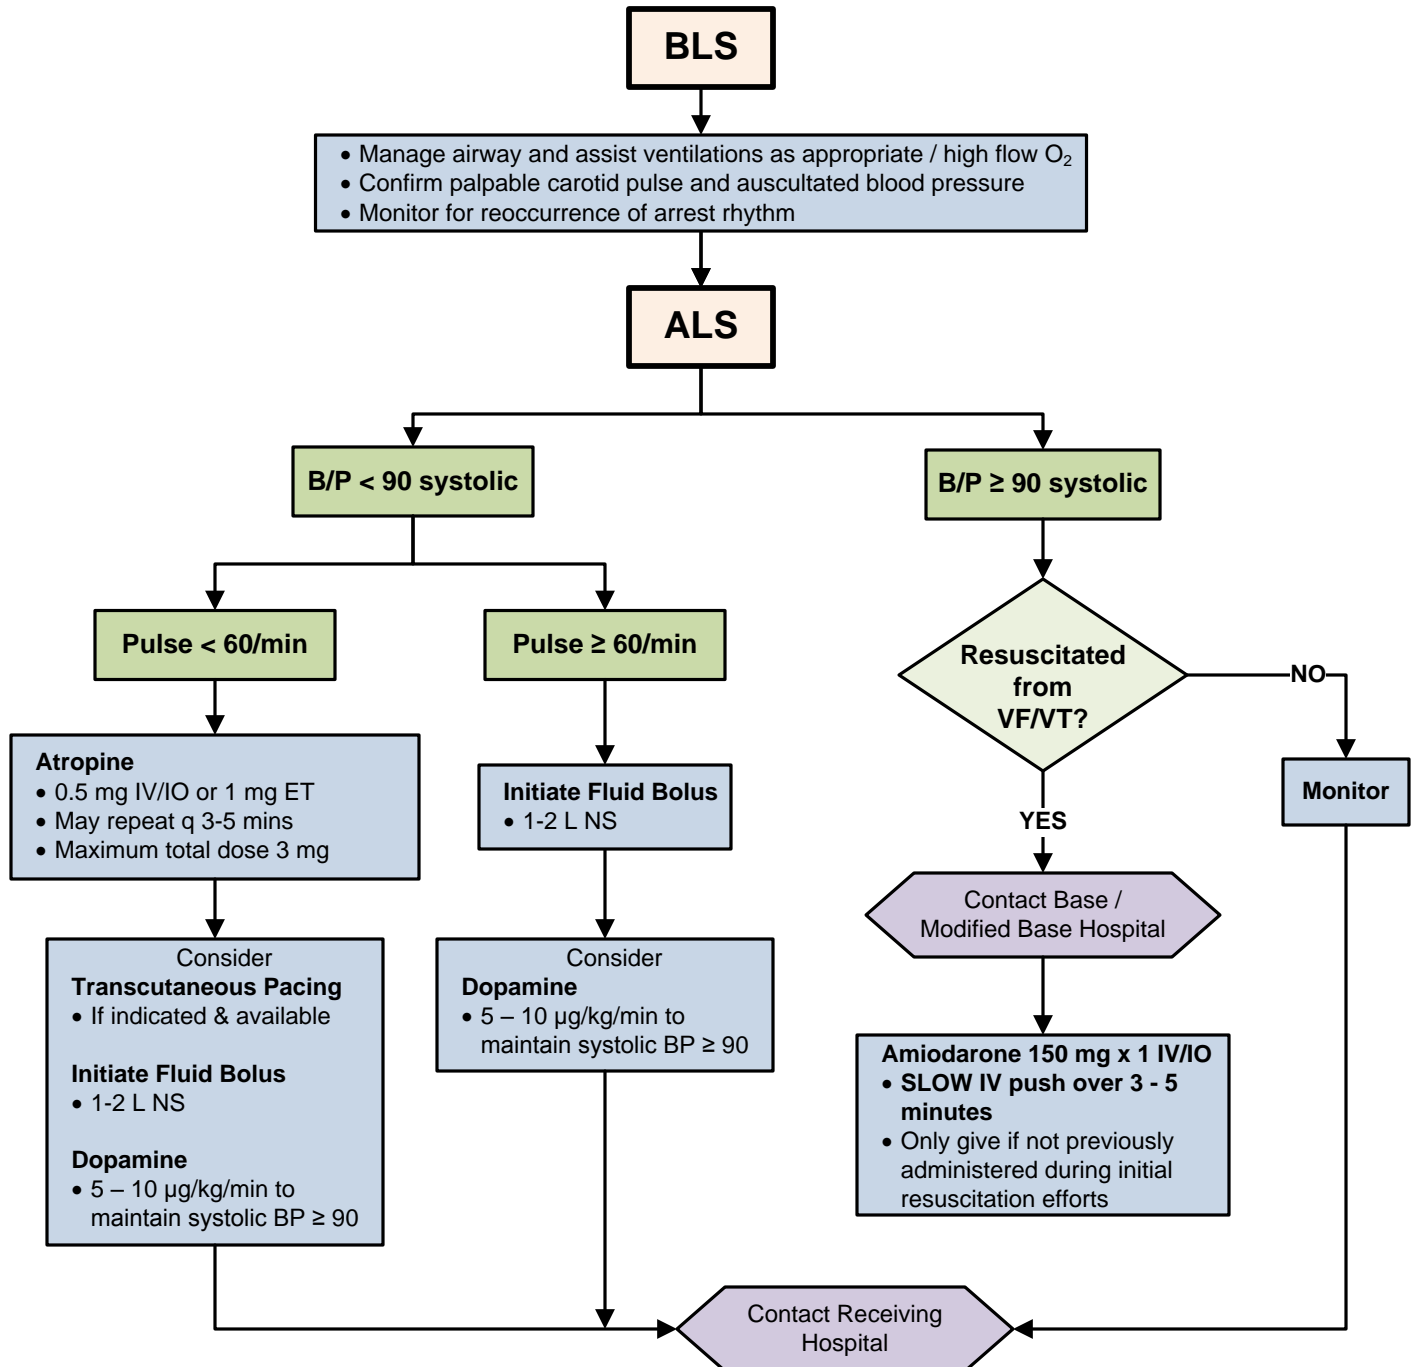 BLS
• Manage airway and assist ventilations as appropriate / high flow O₂
• Confirm palpable carotid pulse and auscultated blood pressure
• Monitor for reoccurrence of arrest rhythm
ALS
B/P < 90 systolic
B/P ≥ 90 systolic
Pulse < 60/min
Pulse ≥ 60/min
Resuscitated
from
VF/VT?
NO
YES
Atropine
• 0.5 mg IV/IO or 1 mg ET
• May repeat q 3-5 mins
• Maximum total dose 3 mg
Initiate Fluid Bolus
• 1-2 L NS
Monitor
Contact Base /
Modified Base Hospital
Consider
Transcutaneous Pacing
• If indicated & available
Initiate Fluid Bolus
• 1-2 L NS
Dopamine
• 5 – 10 µg/kg/min to
maintain systolic BP ≥ 90
Consider
Dopamine
• 5 – 10 µg/kg/min to
maintain systolic BP ≥ 90
Amiodarone 150 mg x 1 IV/IO
• SLOW IV push over 3 - 5
minutes
• Only give if not previously
administered during initial
resuscitation efforts
Contact Receiving
Hospital